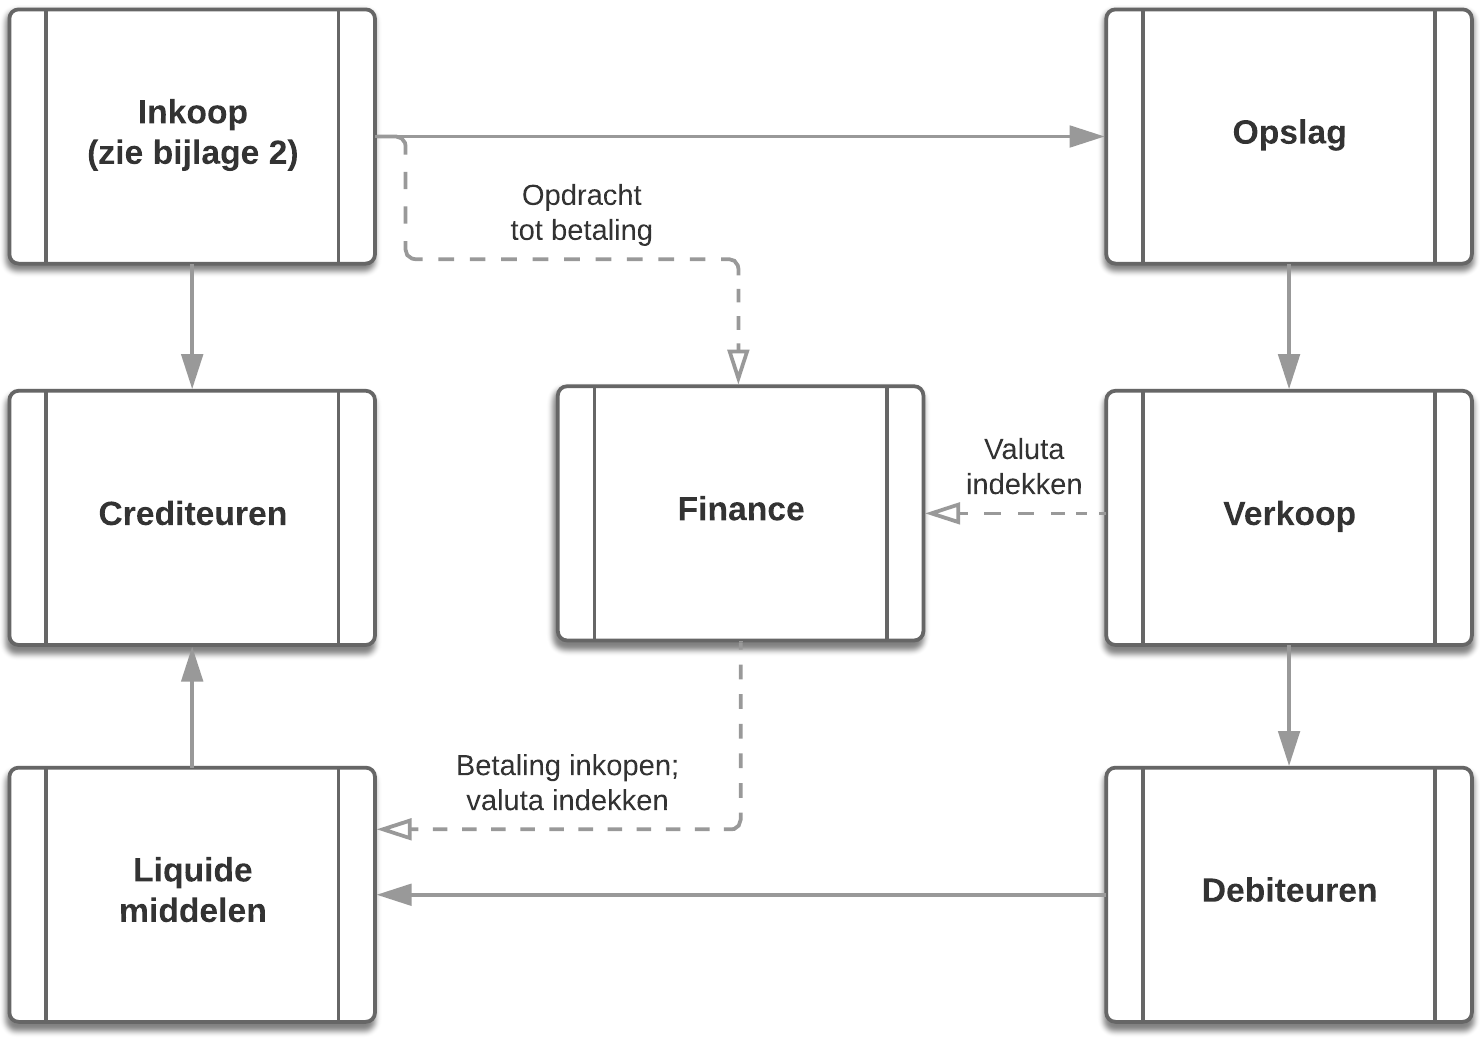 Inkoop
(zie bijlage 2)
Opslag
Opdracht
tot betaling
Crediteuren
Finance
Valuta
indekken
Verkoop
Betaling inkopen;
valuta indekken
Liquide
middelen
Debiteuren